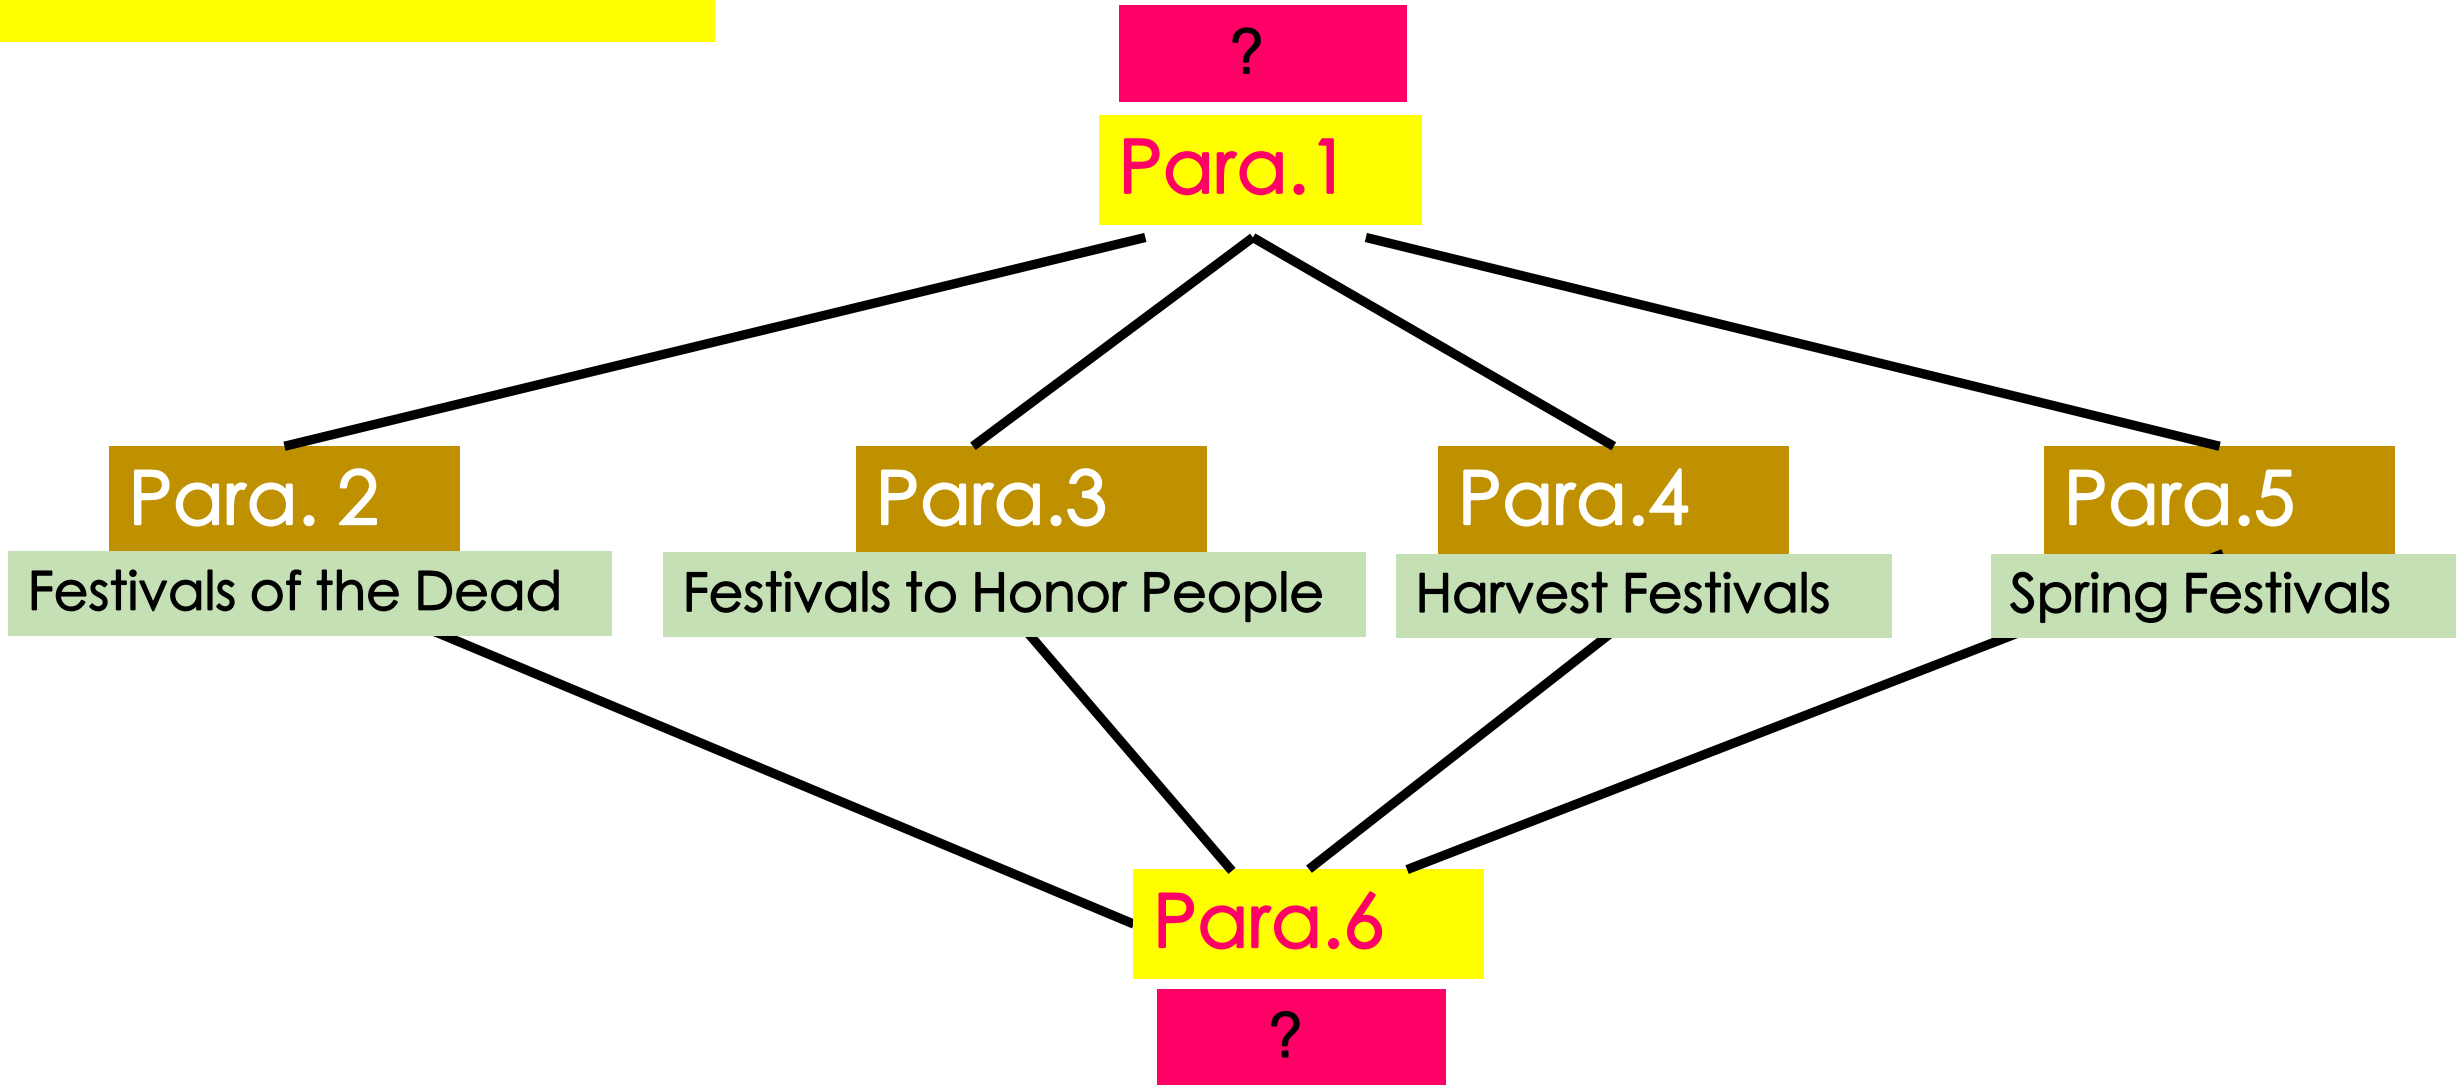 ?
Para.1
Para. 2
Para.3
Para.4
Para.5
Festivals of the Dead
Festivals to Honor People
Harvest Festivals
Spring Festivals
Para.6
?